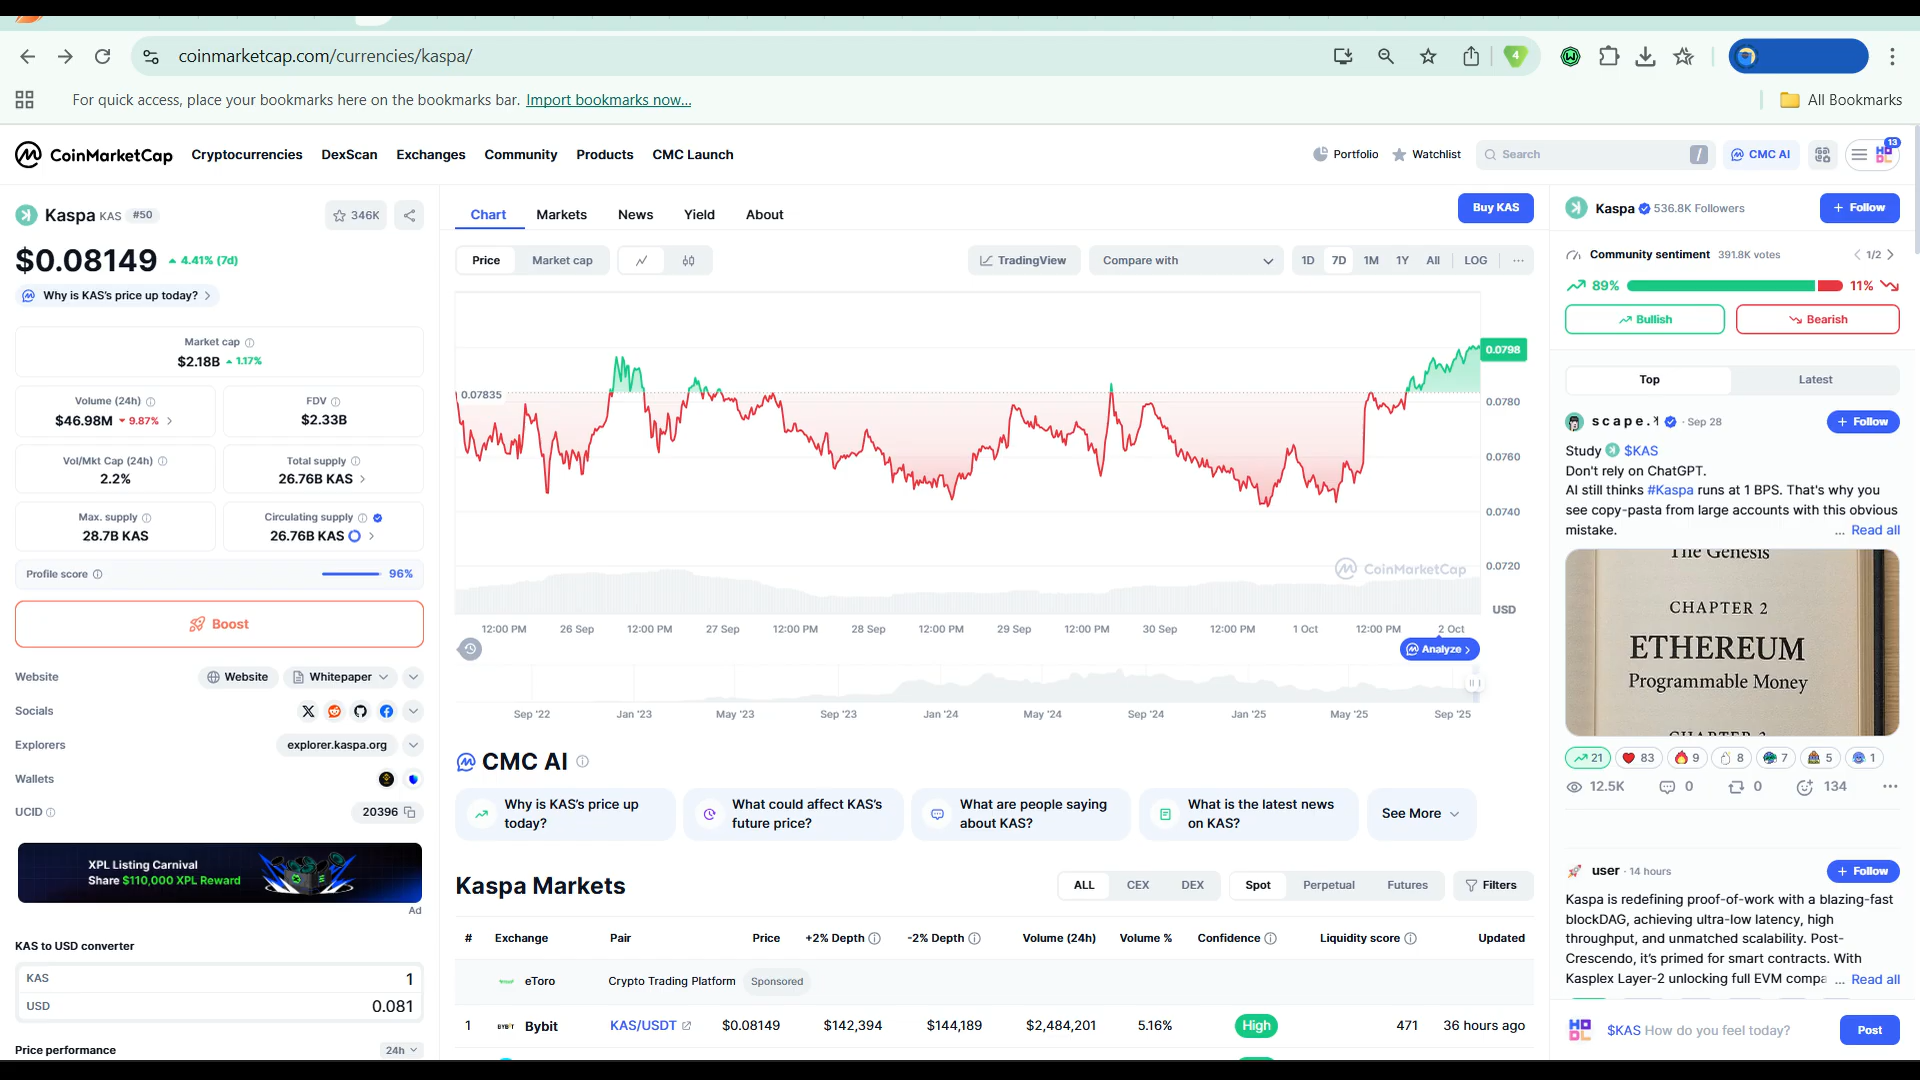 coinmarketcap.com/currencies/kaspa/
4
For quick access, place your bookmarks here on the bookmarks bar. Import bookmarks now...
All Bookmarks
CoinMarketCap
Cryptocurrencies DexScan Exchanges Community Products CMC Launch
Portfolio Watchlist Search / CMC AI 13
Kaspa KAS #50 346K
$0.08149 4.41% (7d)
Why is KAS's price up today?
Market cap
$2.18B 1.17%
Volume (24h)
$46.98M 9.87%
FDV
$2.33B
Vol/Mkt Cap (24h)
2.2%
Total supply
26.76B KAS
Max. supply
28.7B KAS
Circulating supply
26.76B KAS
Profile score 96%
Boost
Website Website Whitepaper
Socials
Explorers explorer.kaspa.org
Wallets
UCID 20396
XPL Listing Carnival
Share $110,000 XPL Reward
Ad
KAS to USD converter
KAS 1
USD 0.081
Price performance 24h
Chart Markets News Yield About
Buy KAS
Price Market cap TradingView Compare with 1D 7D 1M 1Y All LOG
0.07835
0.0798
0.0780
0.0760
0.0740
0.0720
CoinMarketCap
USD
12:00 PM 26 Sep 12:00 PM 27 Sep 12:00 PM 28 Sep 12:00 PM 29 Sep 12:00 PM 30 Sep 12:00 PM 1 Oct 12:00 PM 2 Oct
Analyze
Sep '22 Jan '23 May '23 Sep '23 Jan '24 May '24 Sep '24 Jan '25 May '25 Sep '25
CMC AI
Why is KAS's price up
today?
What could affect KAS's
future price?
What are people saying
about KAS?
What is the latest news
on KAS?
See More
Kaspa Markets
ALL CEX DEX Spot Perpetual Futures Filters
# Exchange Pair Price +2% Depth -2% Depth Volume (24h) Volume % Confidence Liquidity score Updated
eToro Crypto Trading Platform Sponsored
1 BYBIT Bybit KAS/USDT $0.08149 $142,394 $144,189 $2,484,201 5.16% High 471 36 hours ago
Kaspa 536.8K Followers
+ Follow
Community sentiment 391.8K votes 1/2
89% 11%
Bullish Bearish
Top Latest
s c a p e . · Sep 28 + Follow
Study $KAS
Don't rely on ChatGPT.
AI still thinks #Kaspa runs at 1 BPS. That's why you
see copy-pasta from large accounts with this obvious
mistake. ... Read all
The Genesis
CHAPTER 2
ETHEREUM
Programmable Money
CHAPTER 3
21 83 9 8 7 5 1
12.5K 0 0 134
user · 14 hours + Follow
Kaspa is redefining proof-of-work with a blazing-fast
blockDAG, achieving ultra-low latency, high
throughput, and unmatched scalability. Post-
Crescendo, it's primed for smart contracts. With
Kasplex Layer-2 unlocking full EVM compa ... Read all
HODL $KAS How do you feel today? Post